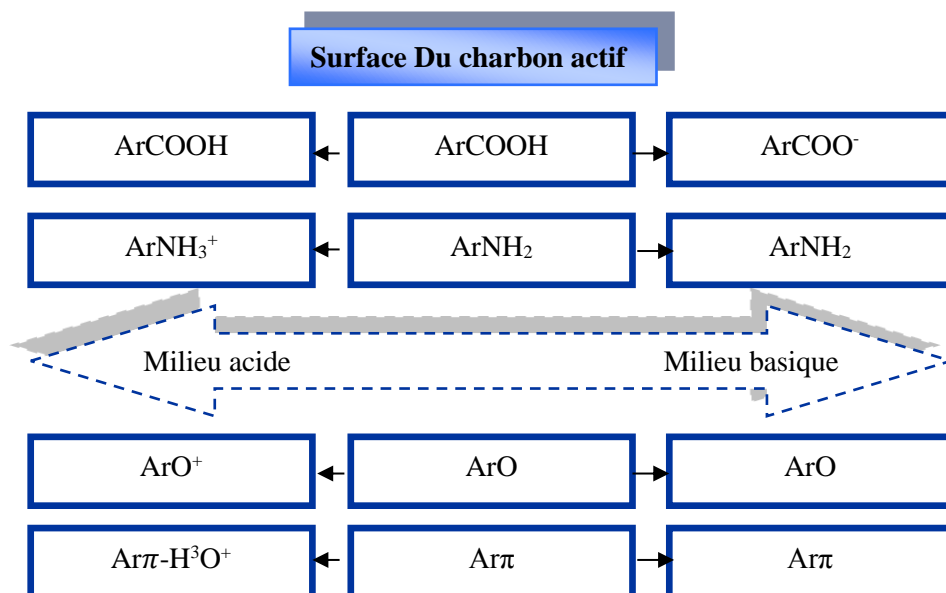 Surface Du charbon actif
ArCOOH ArCOOH ArCOO⁻
ArNH₃⁺ ArNH₂ ArNH₂
Milieu acide Milieu basique
ArO⁺ ArO ArO
Arπ-H³O⁺ Arπ Arπ